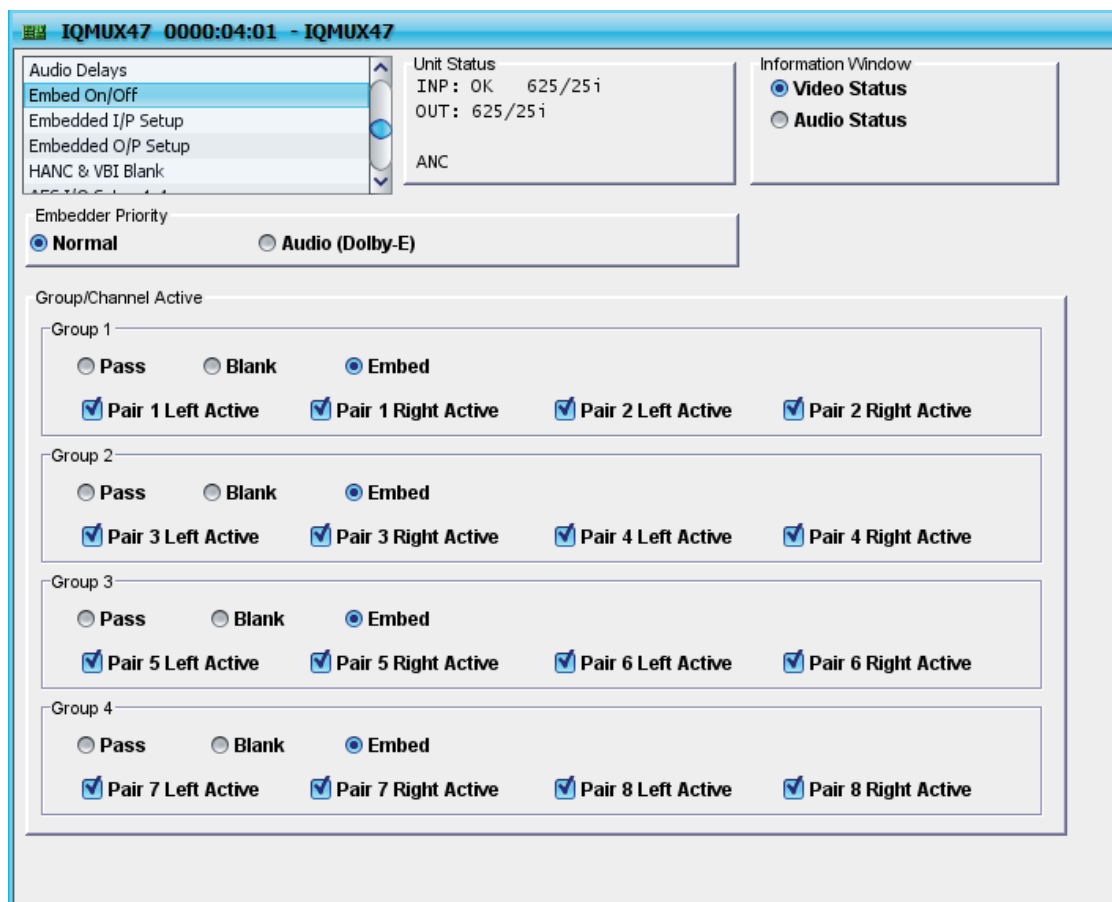 IQMUX47 0000:04:01 - IQMUX47
Audio Delays
Embed On/Off
Embedded I/P Setup
Embedded O/P Setup
HANC & VBI Blank
Unit Status
INP: OK 625/25i
OUT: 625/25i
ANC
Information Window
Video Status
Audio Status
Embedder Priority
Normal Audio (Dolby-E)
Group/Channel Active
Group 1
Pass Blank Embed
Pair 1 Left Active Pair 1 Right Active Pair 2 Left Active Pair 2 Right Active
Group 2
Pass Blank Embed
Pair 3 Left Active Pair 3 Right Active Pair 4 Left Active Pair 4 Right Active
Group 3
Pass Blank Embed
Pair 5 Left Active Pair 5 Right Active Pair 6 Left Active Pair 6 Right Active
Group 4
Pass Blank Embed
Pair 7 Left Active Pair 7 Right Active Pair 8 Left Active Pair 8 Right Active